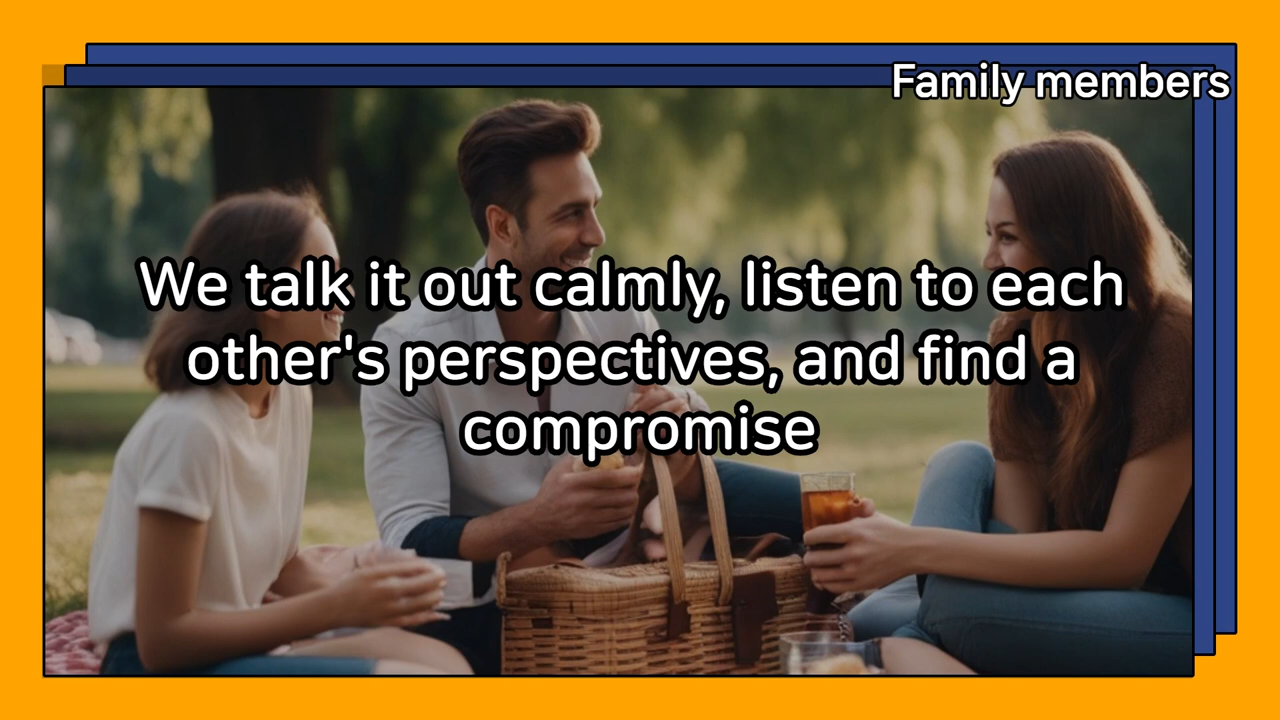 Family members
We talk it out calmly, listen to each
other's perspectives, and find a
compromise